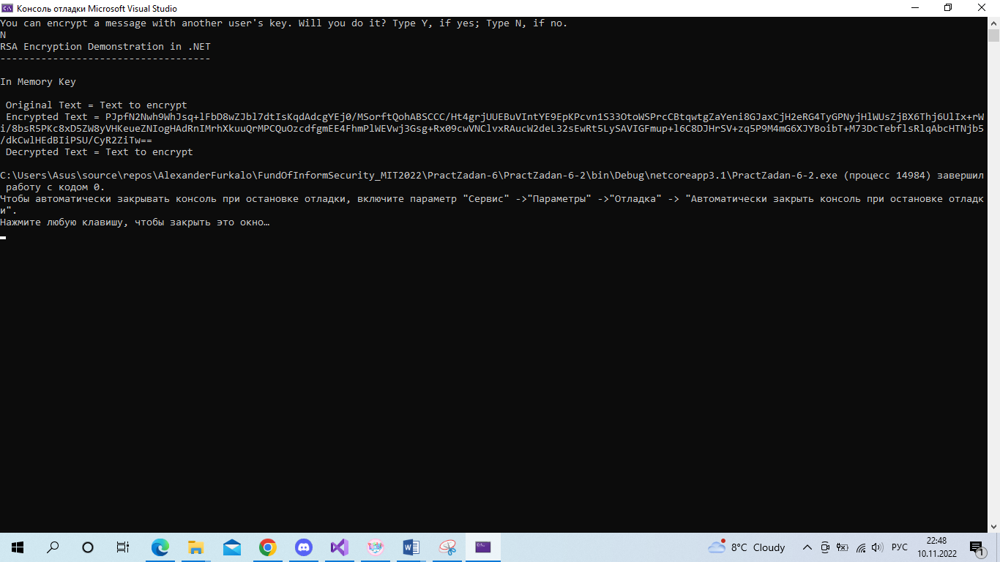 Консоль отладки Microsoft Visual Studio
You can encrypt a message with another user's key. Will you do it? Type Y, if yes; Type N, if no.
N
RSA Encryption Demonstration in .NET
------------------------------------
In Memory Key
Original Text = Text to encrypt
Encrypted Text = PJpfN2Nwh9WhJsq+lFbD8wZJbl7dtIsKqdAdcgYEj0/MSorftQohABSCCC/Ht4grjUUEBuVIntYE9EpKPcvn1S33OtoWSPrcCBtqwtgZaYeni8GJaxCjH2eRG4TyGPNyjHlWUsZjBX6Thj6UlIx+rW
i/8bsR5PKc8xD5ZW8yVHKeueZNIogHAdRnIMrhXkuuQrMPCQuOzcdfgmEE4FhmPlWEVwj3Gsg+Rx09cwVNClvxRAucW2deL32sEwRt5LySAVIGFmup+l6C8DJHrSV+zq5P9M4mG6XJYBoibT+M73DcTebflsRlqAbcHTNjb5
/dkCwlHEdBIiPSU/CyR2ZiTw==
Decrypted Text = Text to encrypt
C:\Users\Asus\source\repos\AlexanderFurkalo\FundOfInformSecurity_MIT2022\PractZadan-6\PractZadan-6-2\bin\Debug\netcoreapp3.1\PractZadan-6-2.exe (процесс 14984) завершил
работу с кодом 0.
Чтобы автоматически закрывать консоль при остановке отладки, включите параметр "Сервис" ->"Параметры" ->"Отладка" -> "Автоматически закрыть консоль при остановке отладк
и".
Нажмите любую клавишу, чтобы закрыть это окно…
8°C Cloudy
РУС
22:48
10.11.2022
1